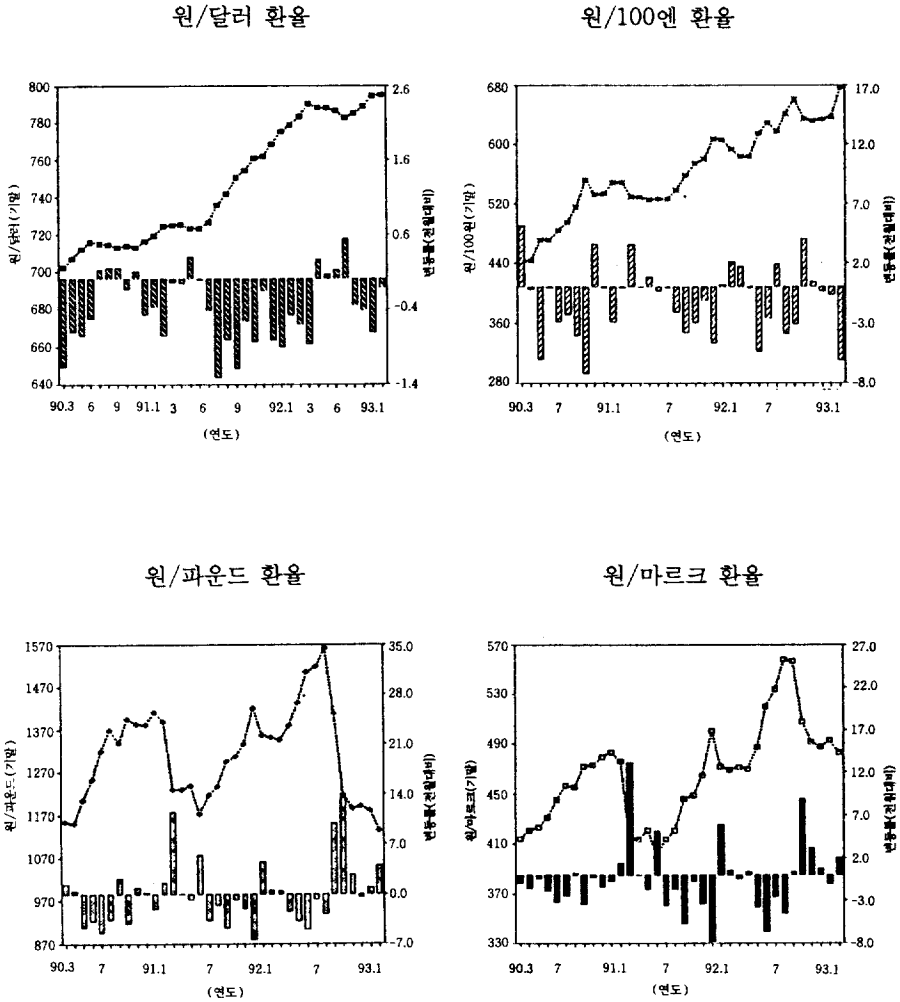 원/달러 환율
원/100엔 환율
800
780
760
740
720
700
680
660
640
2.6
1.6
0.6
-0.4
-1.4
원/달러(기말)
변동률(전월대비)
90.3 6 9 91.1 3 6 9 92.1 3 6 93.1
(연도)
680
600
520
440
360
280
17.0
12.0
7.0
2.0
-3.0
-8.0
원/100원(기말)
변동률(전월대비)
90.3 7 91.1 7 92.1 7 93.1
(연도)
원/파운드 환율
원/마르크 환율
1570
1470
1370
1270
1170
1070
970
870
35.0
28.0
21.0
14.0
7.0
0.0
-7.0
원/파운드(기말)
변동률(전월대비)
90.3 7 91.1 7 92.1 7 93.1
(연도)
570
530
490
450
410
370
330
27.0
22.0
17.0
12.0
7.0
2.0
-3.0
-8.0
원/마르크(기말)
변동률(전월대비)
90.3 7 91.1 7 92.1 7 93.1
(연도)